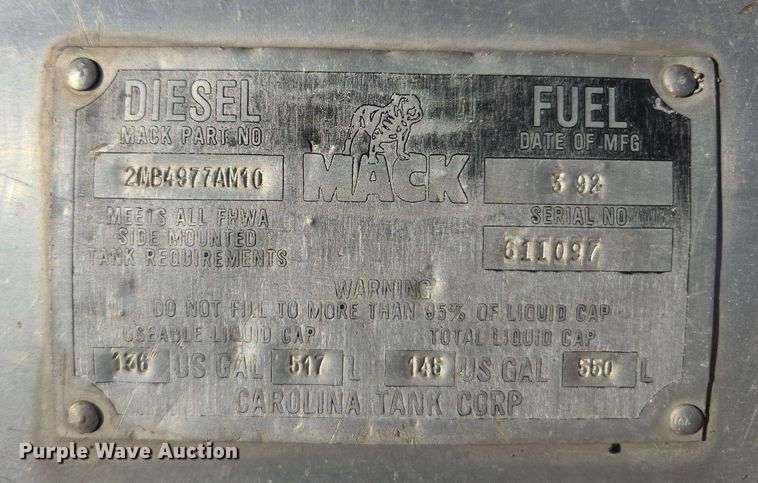 DIESEL
MACK PART NO
2MB4977AM10
MEETS ALL FHWA
SIDE MOUNTED
TANK REQUIREMENTS
MACK
FUEL
DATE OF MFG
3 92
SERIAL NO
611097
WARNING
DO NOT FILL TO MORE THAN 95% OF LIQUID CAP
USEABLE LIQUID CAP TOTAL LIQUID CAP
136 US GAL 517 L 145 US GAL 550 L
CAROLINA TANK CORP
Purple Wave Auction